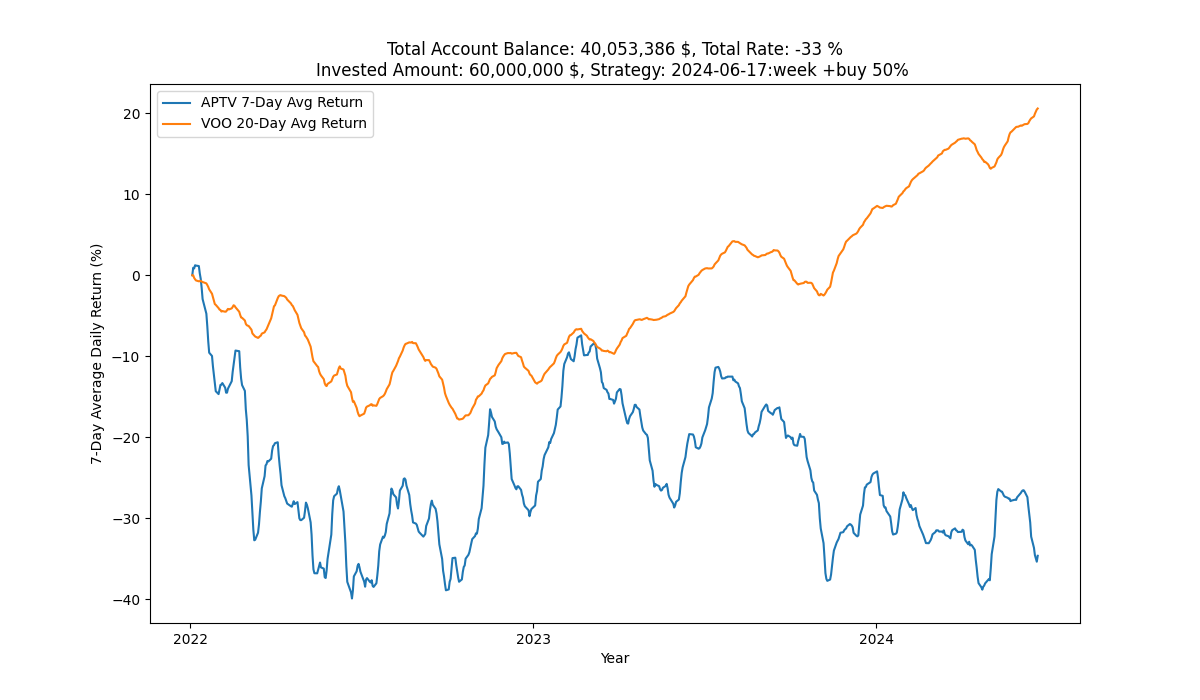 Total Account Balance: 40,053,386 $, Total Rate: -33 %
Invested Amount: 60,000,000 $, Strategy: 2024-06-17:week +buy 50%
APTV 7-Day Avg Return
VOO 20-Day Avg Return
7-Day Average Daily Return (%)
20
10
0
−10
−20
−30
−40
2022
2023
2024
Year